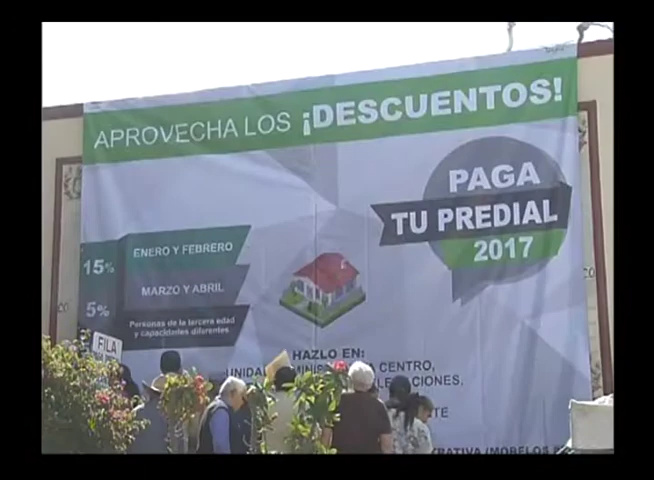 APROVECHA LOS ¡DESCUENTOS!
PAGA
TU PREDIAL
2017
15% ENERO Y FEBRERO
5% MARZO Y ABRIL
Personas de la tercera edad
y capacidades diferentes
FILA
HAZLO EN:
CENTRO,